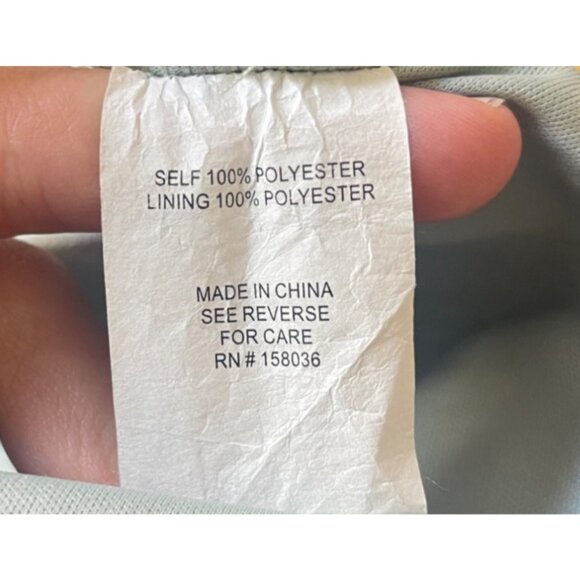 SELF 100% POLYESTER
LINING 100% POLYESTER
MADE IN CHINA
SEE REVERSE
FOR CARE
RN # 158036